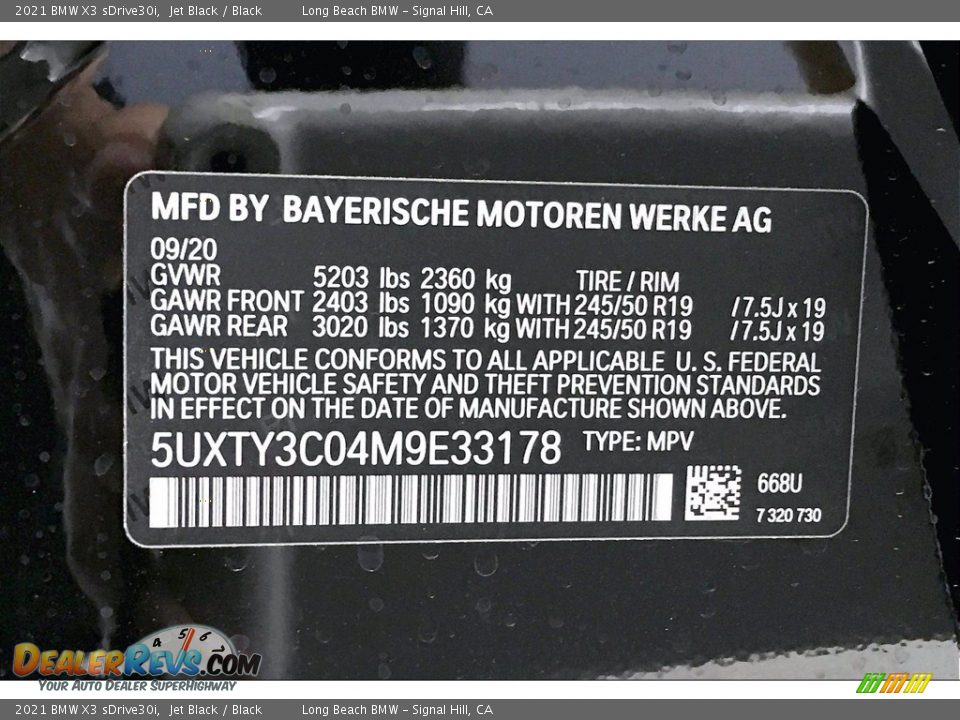 2021 BMW X3 sDrive30i, Jet Black / Black Long Beach BMW - Signal Hill, CA
MFD BY BAYERISCHE MOTOREN WERKE AG
09/20
GVWR 5203 lbs 2360 kg TIRE / RIM
GAWR FRONT 2403 lbs 1090 kg WITH 245/50 R19 /7.5J x 19
GAWR REAR 3020 lbs 1370 kg WITH 245/50 R19 /7.5J x 19
THIS VEHICLE CONFORMS TO ALL APPLICABLE U. S. FEDERAL
MOTOR VEHICLE SAFETY AND THEFT PREVENTION STANDARDS
IN EFFECT ON THE DATE OF MANUFACTURE SHOWN ABOVE.
5UXTY3C04M9E33178 TYPE: MPV
668U
7 320 730
4 5 6
DEALERREVS.COM
YOUR AUTO DEALER SUPERHIGHWAY
2021 BMW X3 sDrive30i, Jet Black / Black Long Beach BMW - Signal Hill, CA